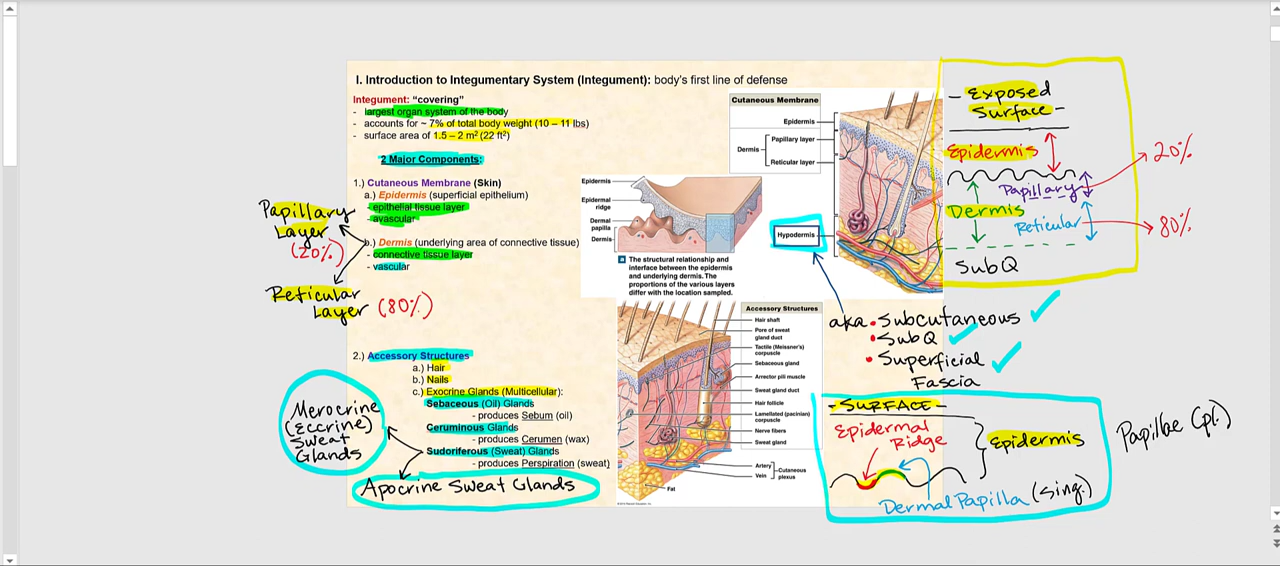 I. Introduction to Integumentary System (Integument): body's first line of defense
Integument: "covering"
- largest organ system of the body
- accounts for ~ 7% of total body weight (10 – 11 lbs)
- surface area of 1.5 – 2 m² (22 ft²)
2 Major Components:
1.) Cutaneous Membrane (Skin)
a.) Epidermis (superficial epithelium)
- epithelial tissue layer
- avascular
b.) Dermis (underlying area of connective tissue)
- connective tissue layer
- vascular
Papillary
Layer
(20%)
Reticular
Layer (80%)
2.) Accessory Structures
a.) Hair
b.) Nails
c.) Exocrine Glands (Multicellular):
Sebaceous (Oil) Glands
- produces Sebum (oil)
Ceruminous Glands
- produces Cerumen (wax)
Sudoriferous (Sweat) Glands
- produces Perspiration (sweat)
Merocrine
(Eccrine)
Sweat
Glands
Apocrine Sweat Glands
Epidermis
Epidermal
ridge
Dermal
papilla
Dermis
a The structural relationship and
interface between the epidermis
and underlying dermis. The
proportions of the various layers
differ with the location sampled.
Cutaneous Membrane
Epidermis
Papillary layer
Dermis
Reticular layer
Hypodermis
Accessory Structures
Hair shaft
Pore of sweat
gland duct
Tactile (Meissner's)
corpuscle
Sebaceous gland
Arrector pili muscle
Sweat gland duct
Hair follicle
Lamellated (pacinian)
corpuscle
Nerve fibers
Sweat gland
Artery
Vein
Cutaneous
plexus
Fat
- Exposed
Surface -
Epidermis
Papillary
20%
Dermis
Reticular
80%
SubQ
aka • Subcutaneous
• SubQ
• Superficial
Fascia
- SURFACE -
Epidermal
Ridge
Epidermis
Dermal Papilla (sing.)
Papillae (pl.)